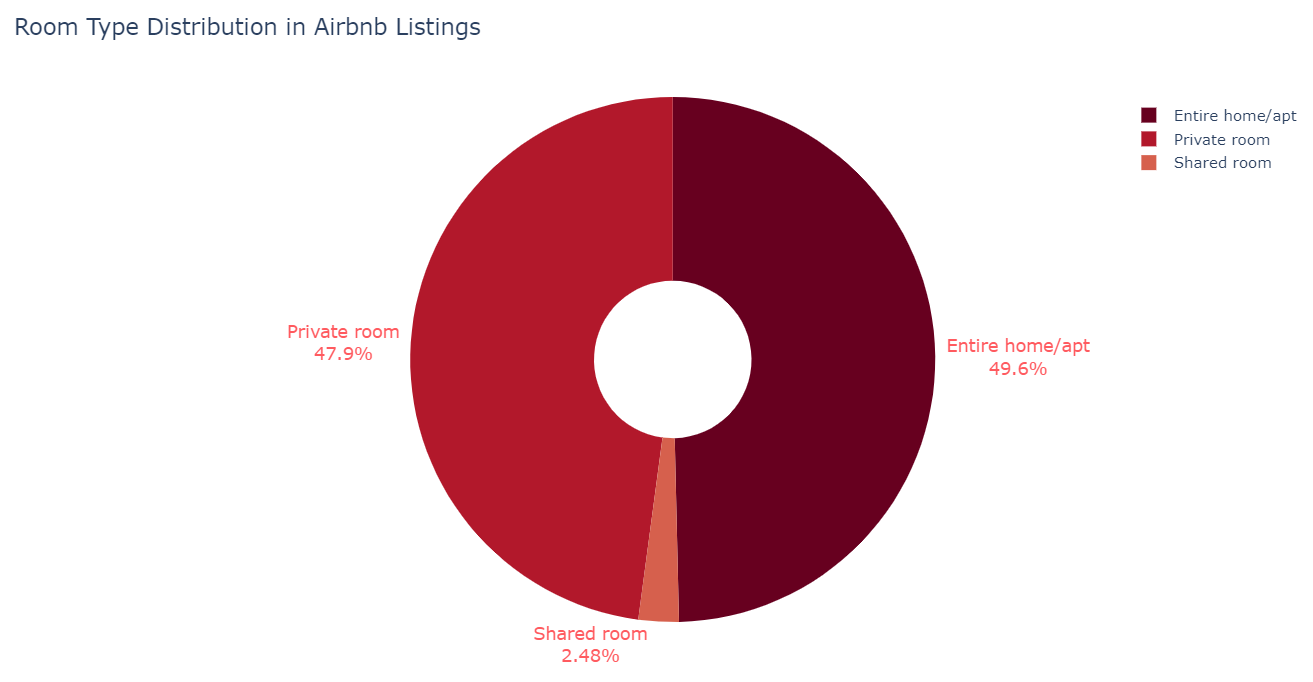 Room Type Distribution in Airbnb Listings
Entire home/apt
Private room
Shared room
Private room
47.9%
Entire home/apt
49.6%
Shared room
2.48%